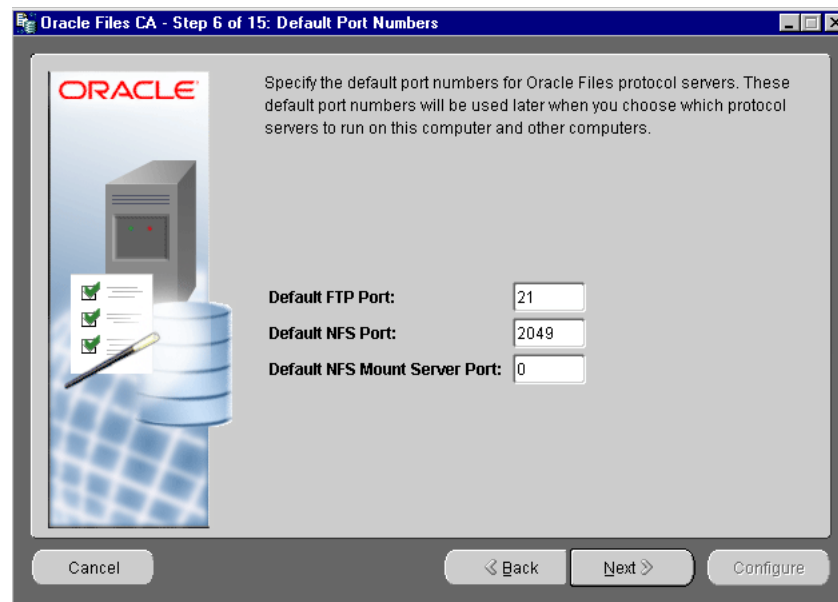 Oracle Files CA - Step 6 of 15: Default Port Numbers
ORACLE
Specify the default port numbers for Oracle Files protocol servers. These
default port numbers will be used later when you choose which protocol
servers to run on this computer and other computers.
Default FTP Port: 21
Default NFS Port: 2049
Default NFS Mount Server Port: 0
Cancel Back Next Configure